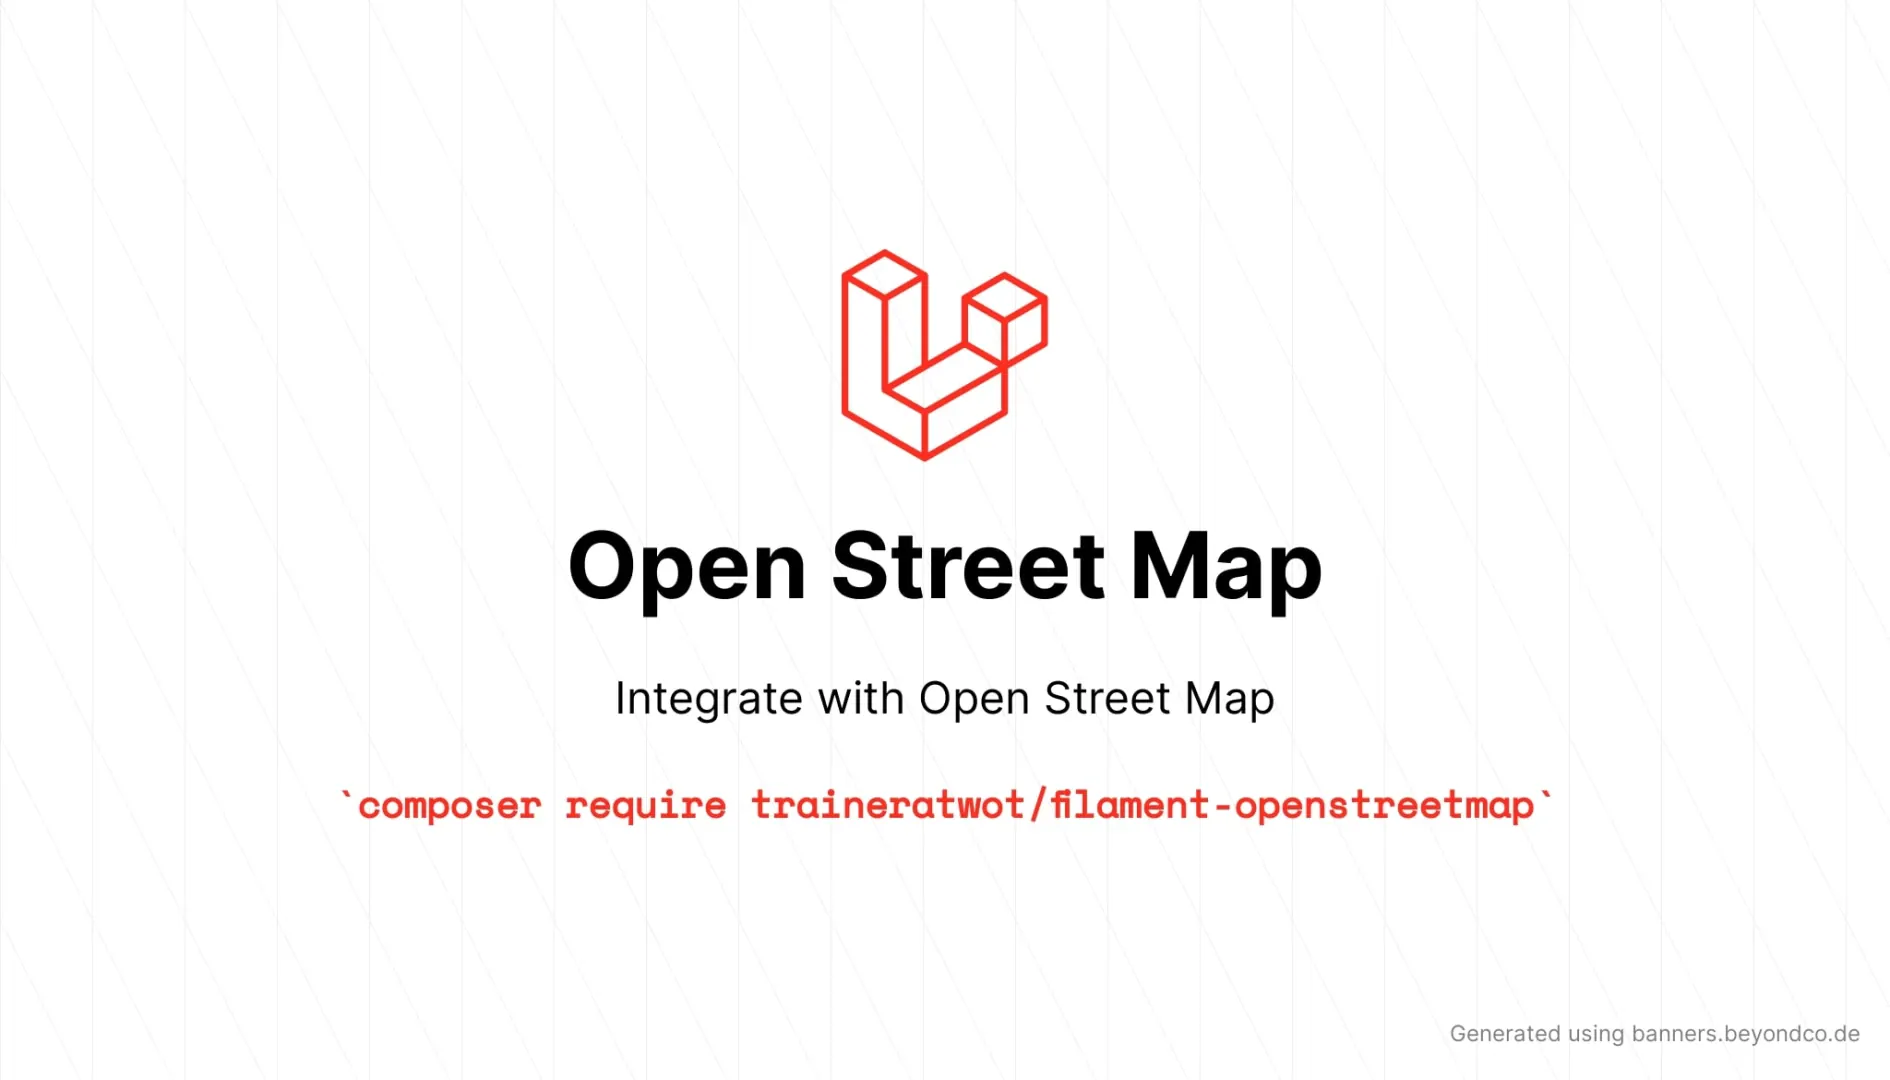 Open Street Map
Integrate with Open Street Map
`composer require traineratwot/filament-openstreetmap`
Generated using banners.beyondco.de